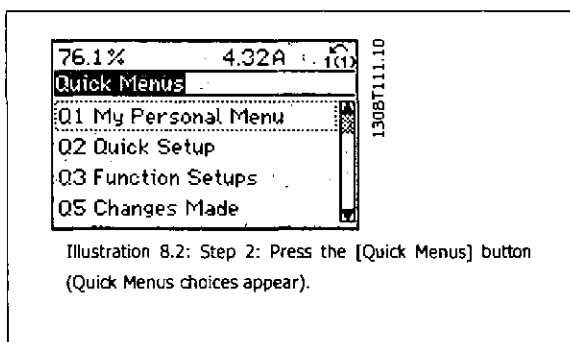 76.1% 4.32A 1(1)
Quick Menus
Q1 My Personal Menu
Q2 Quick Setup
Q3 Function Setups
Q5 Changes Made
130BT111.10
Illustration 8.2: Step 2: Press the [Quick Menus] button
(Quick Menus choices appear).